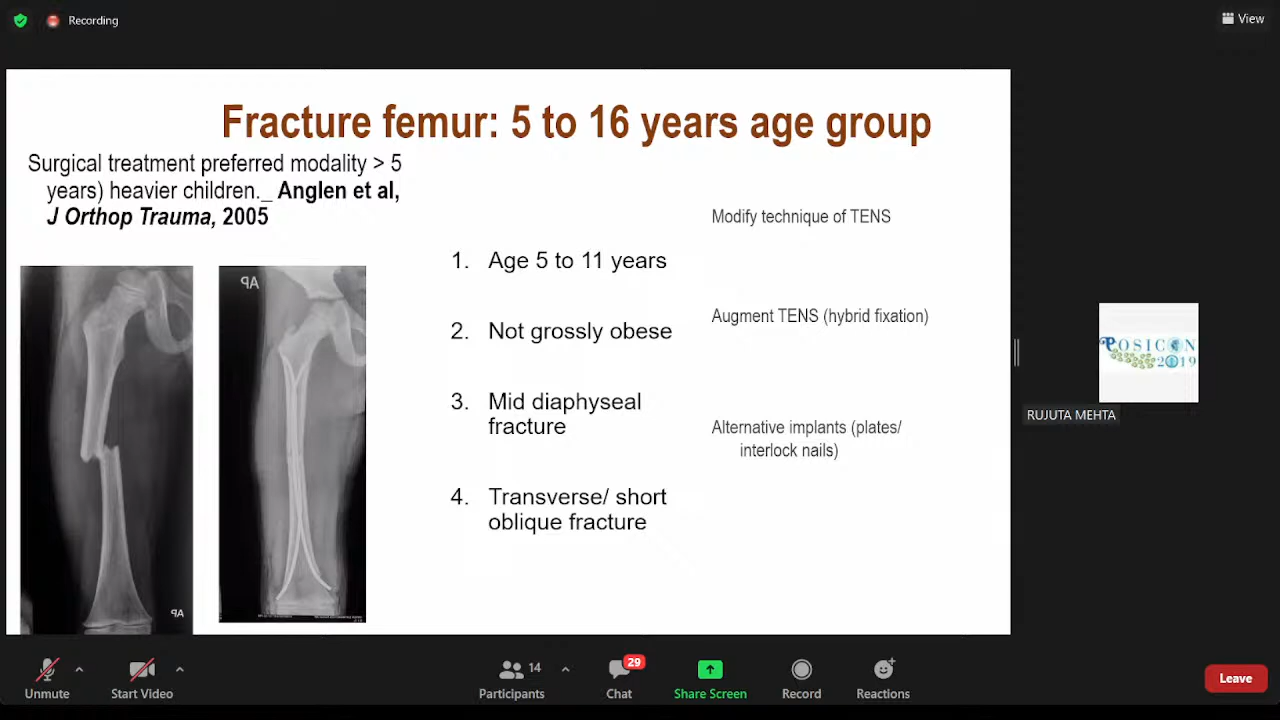 Recording
View
Fracture femur: 5 to 16 years age group
Surgical treatment preferred modality > 5
years) heavier children._ Anglen et al,
J Orthop Trauma, 2005
AP
AP
1. Age 5 to 11 years
2. Not grossly obese
3. Mid diaphyseal
fracture
4. Transverse/ short
oblique fracture
Modify technique of TENS
Augment TENS (hybrid fixation)
Alternative implants (plates/
interlock nails)
POSICON
2019
RUJUTA MEHTA
Unmute
Start Video
14
Participants
29
Chat
Share Screen
Record
Reactions
Leave